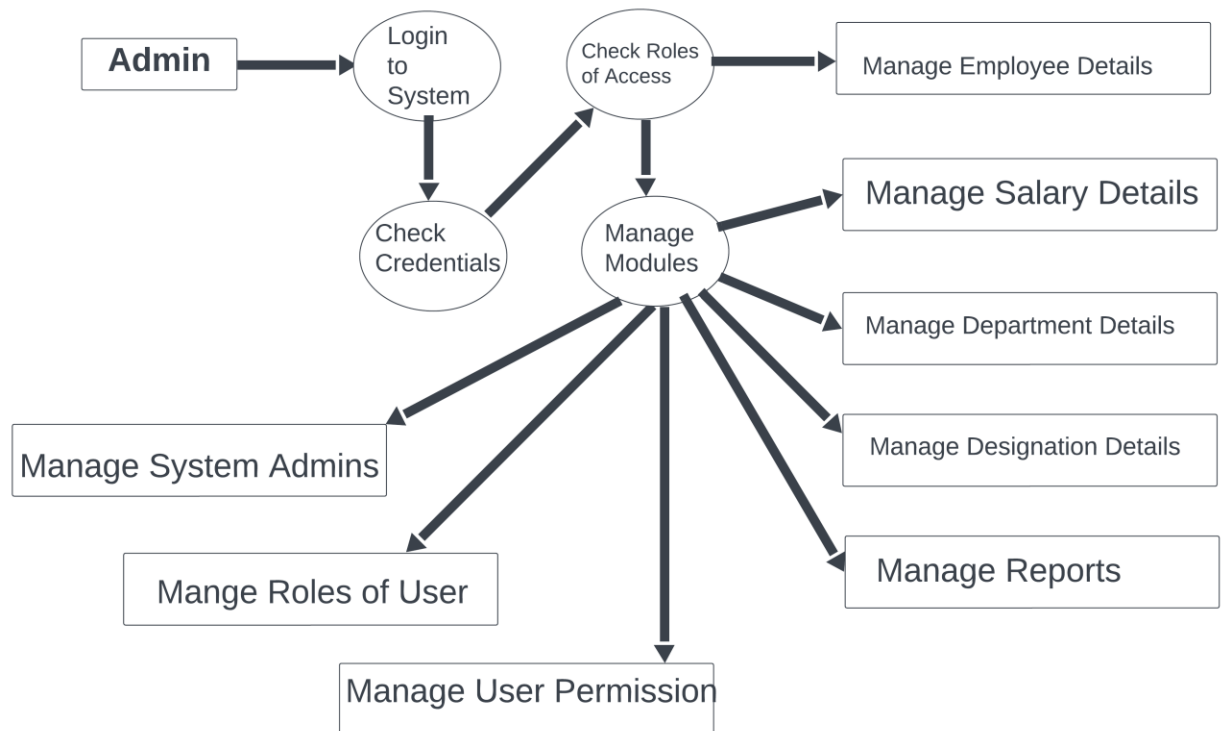 Admin
Login
to
System
Check Roles
of Access
Manage Employee Details
Check
Credentials
Manage
Modules
Manage Salary Details
Manage Department Details
Manage Designation Details
Manage System Admins
Manage Reports
Mange Roles of User
Manage User Permission